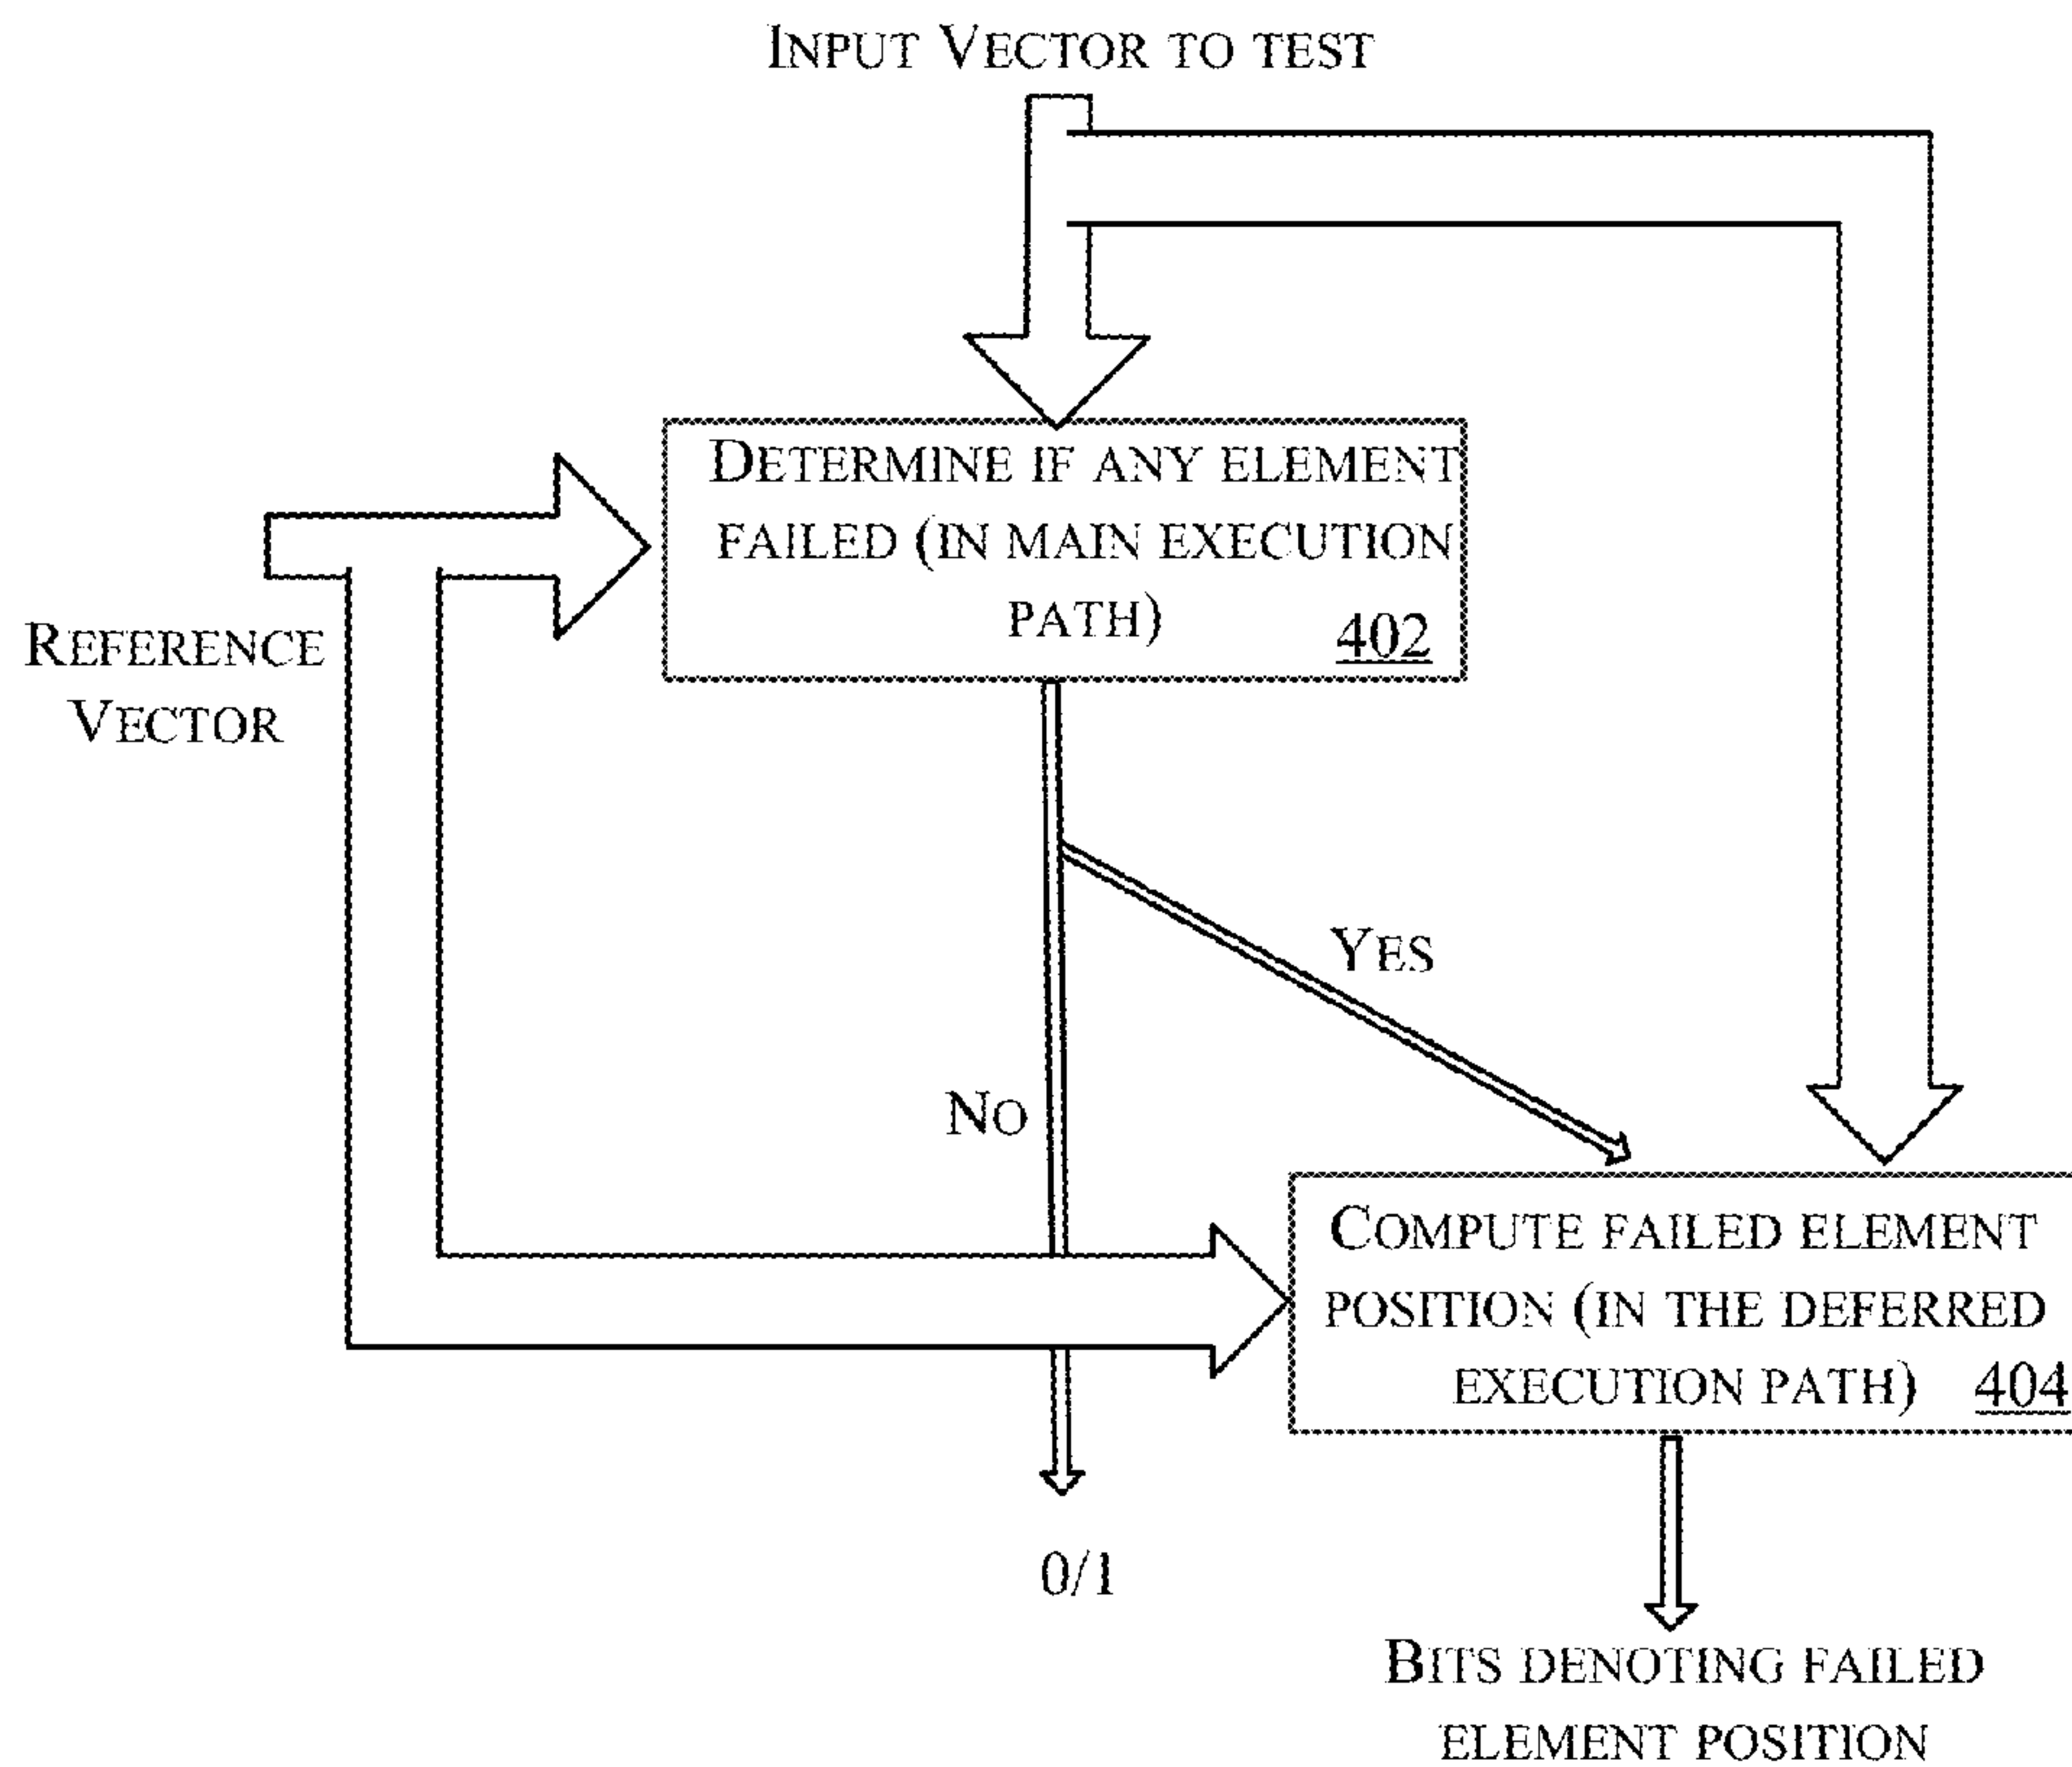 INPUT VECTOR TO TEST
DETERMINE IF ANY ELEMENT
FAILED (IN MAIN EXECUTION
PATH) 402
REFERENCE
VECTOR
YES
NO
COMPUTE FAILED ELEMENT
POSITION (IN THE DEFERRED
EXECUTION PATH) 404
0/1
BITS DENOTING FAILED
ELEMENT POSITION